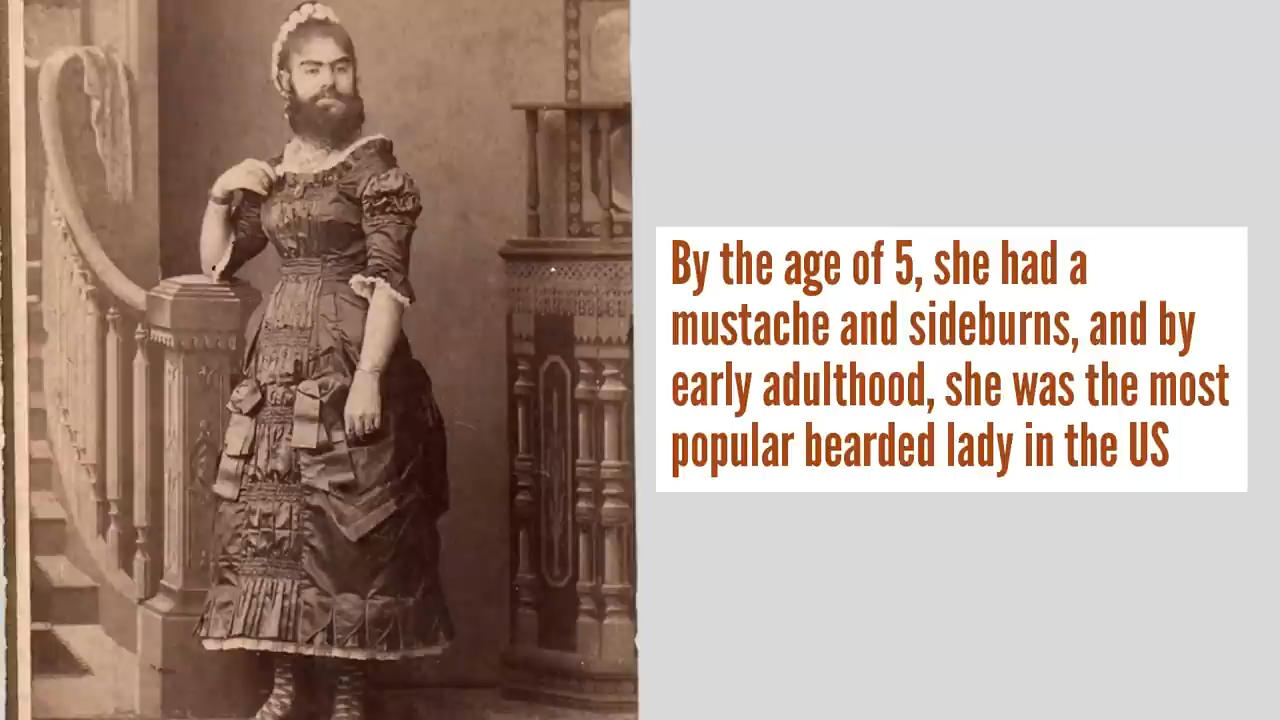 By the age of 5, she had a
mustache and sideburns, and by
early adulthood, she was the most
popular bearded lady in the US